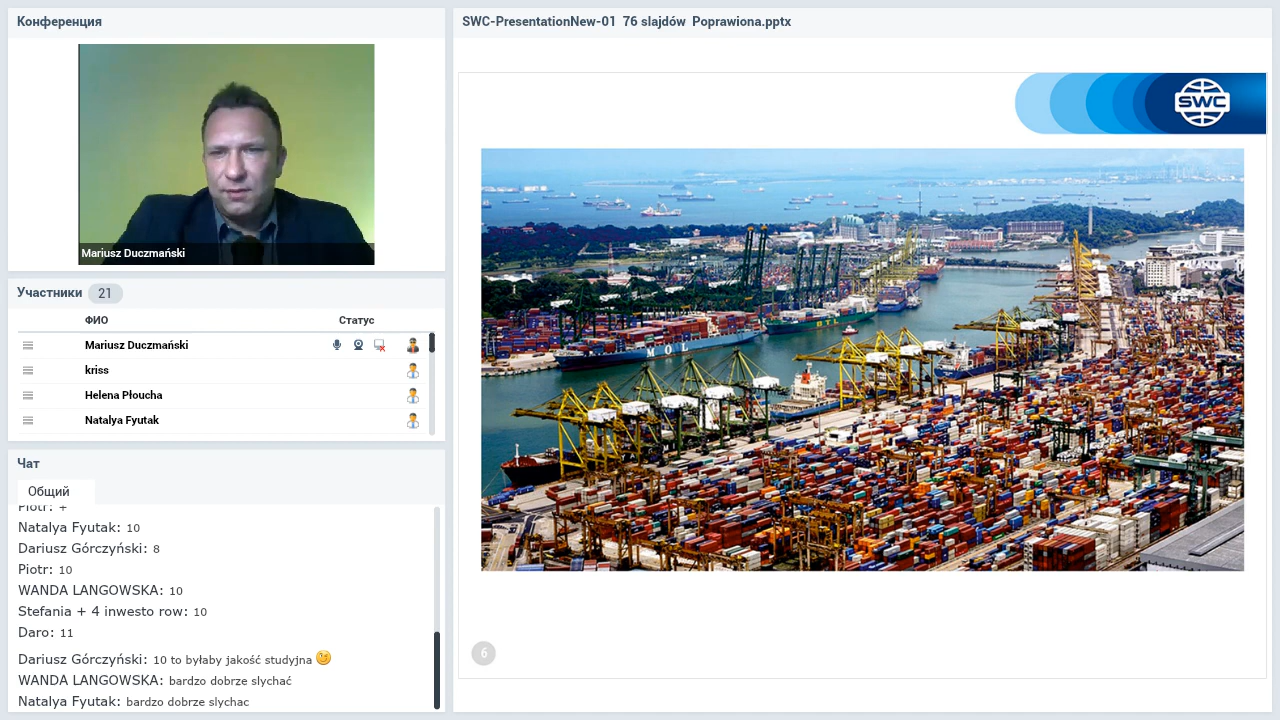 Конференция
Mariusz Duczmański
Участники 21
ФИО Статус
Mariusz Duczmański
kriss
Helena Płoucha
Natalya Fyutak
Чат
Общий
Piotr: +
Natalya Fyutak: 10
Dariusz Górczyński: 8
Piotr: 10
WANDA LANGOWSKA: 10
Stefania + 4 inwesto row: 10
Daro: 11
Dariusz Górczyński: 10 to byłaby jakość studyjna
WANDA LANGOWSKA: bardzo dobrze slychać
Natalya Fyutak: bardzo dobrze slychac
SWC-PresentationNew-01 76 slajdów Poprawiona.pptx
SWC
MOL
6